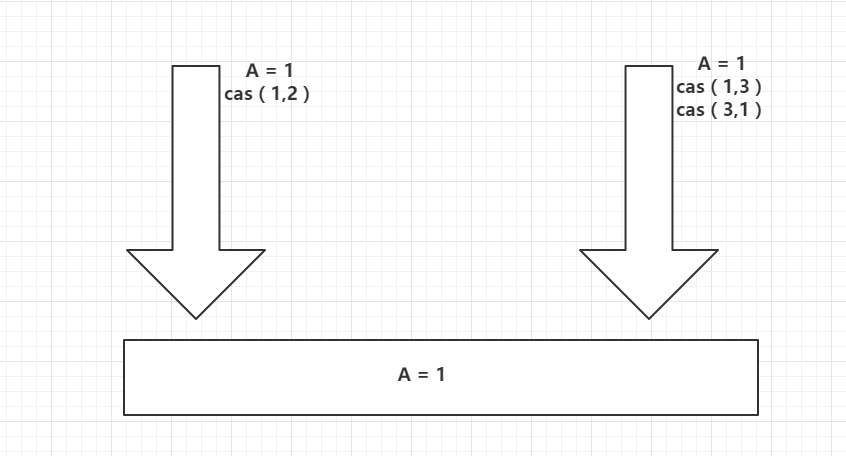 A = 1
cas ( 1,2 )
A = 1
cas ( 1,3 )
cas ( 3,1 )
A = 1